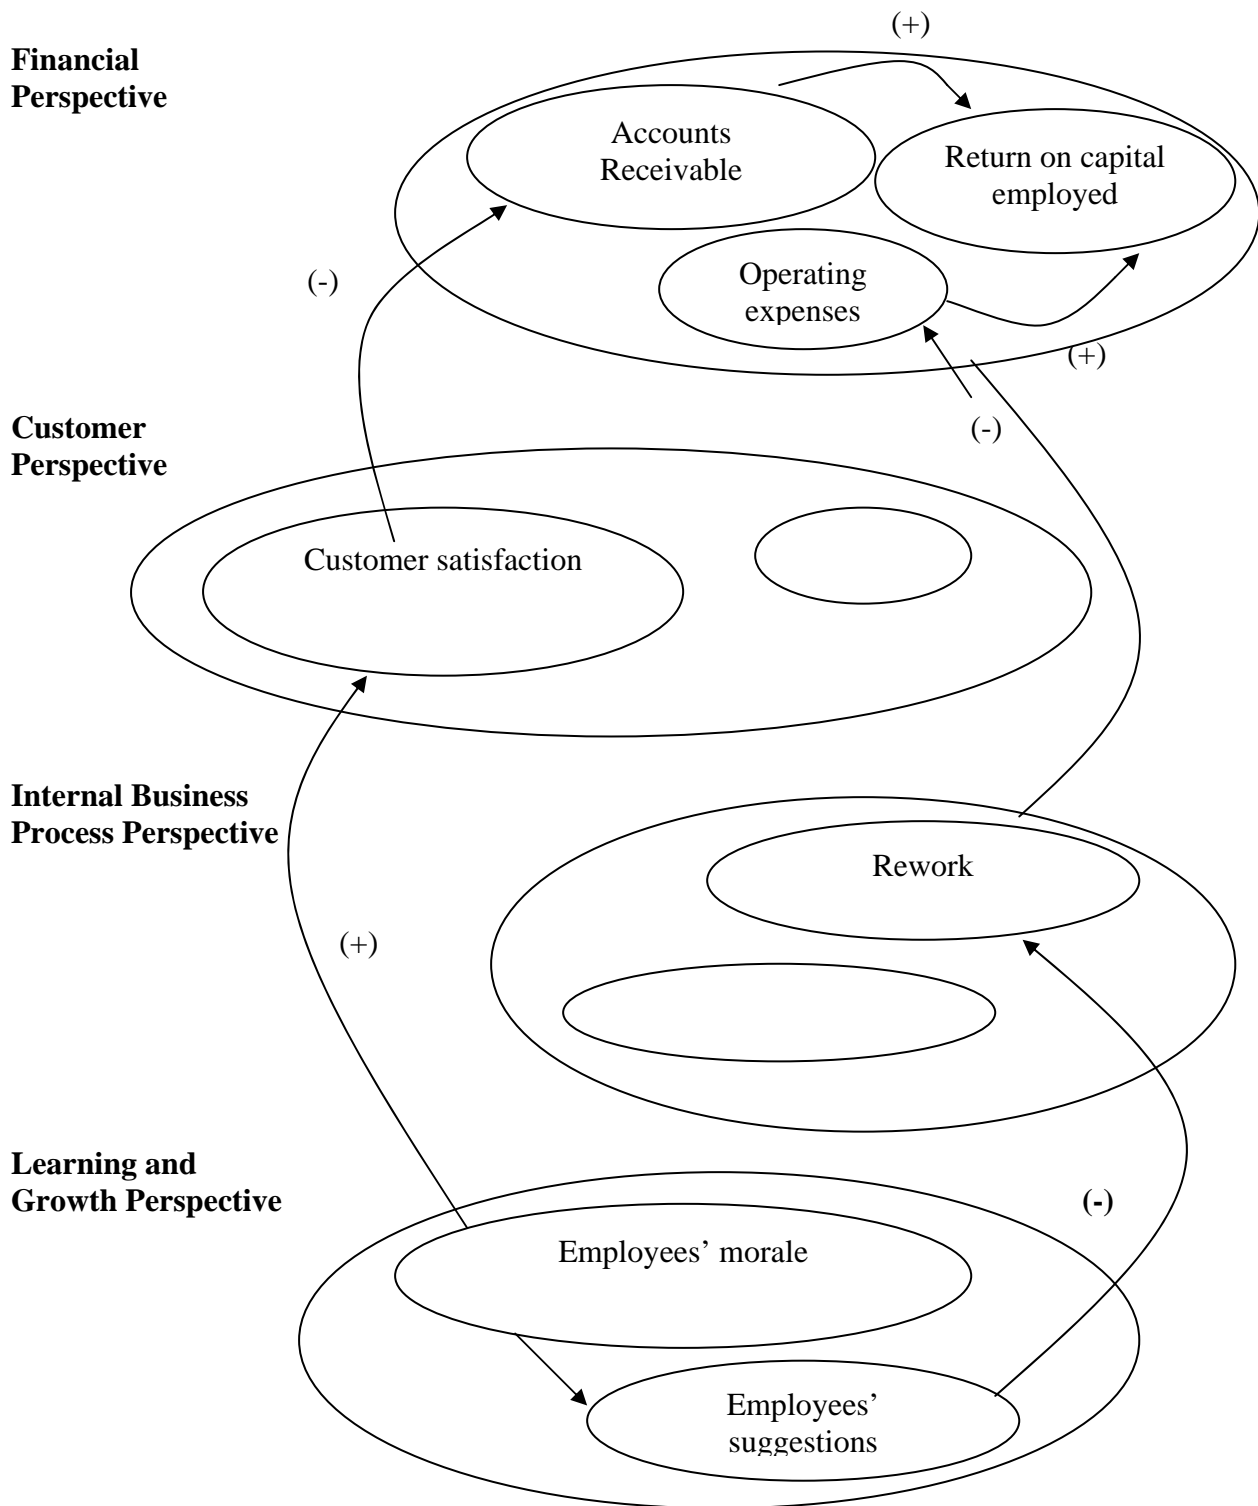 (+)
Financial
Perspective
Accounts
Receivable
Return on capital
employed
(-)
Operating
expenses
(+)
Customer
Perspective
(-)
Customer satisfaction
Internal Business
Process Perspective
Rework
(+)
Learning and
Growth Perspective
(-)
Employees’ morale
Employees’
suggestions